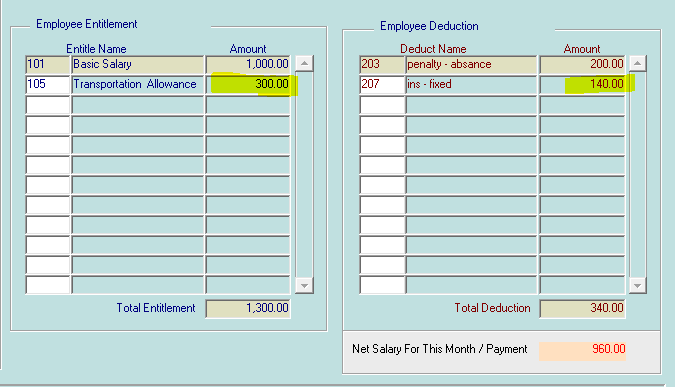 Employee Entitlement
Entitle Name Amount
101 Basic Salary 1,000.00
105 Transportation Allowance 300.00
Total Entitlement 1,300.00
Employee Deduction
Deduct Name Amount
203 penalty - absance 200.00
207 ins - fixed 140.00
Total Deduction 340.00
Net Salary For This Month / Payment 960.00